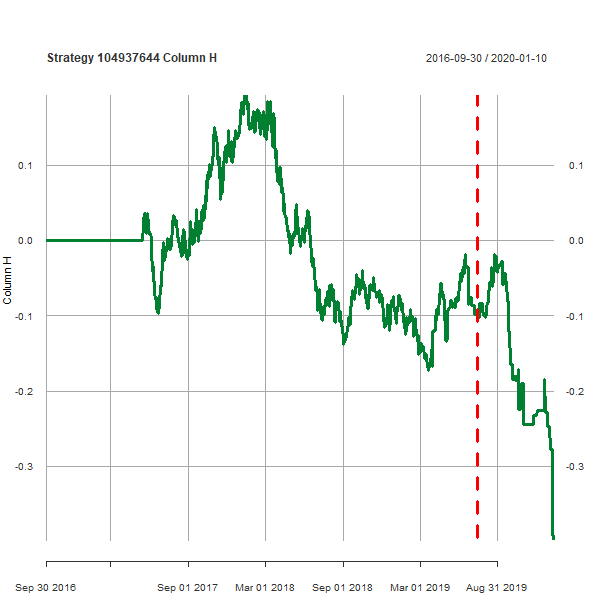 Strategy 104937644 Column H
2016-09-30 / 2020-01-10
0.1
0.0
-0.1
-0.2
-0.3
0.1
0.0
-0.1
-0.2
-0.3
Column H
Sep 30 2016
Sep 01 2017
Mar 01 2018
Sep 01 2018
Mar 01 2019
Aug 31 2019